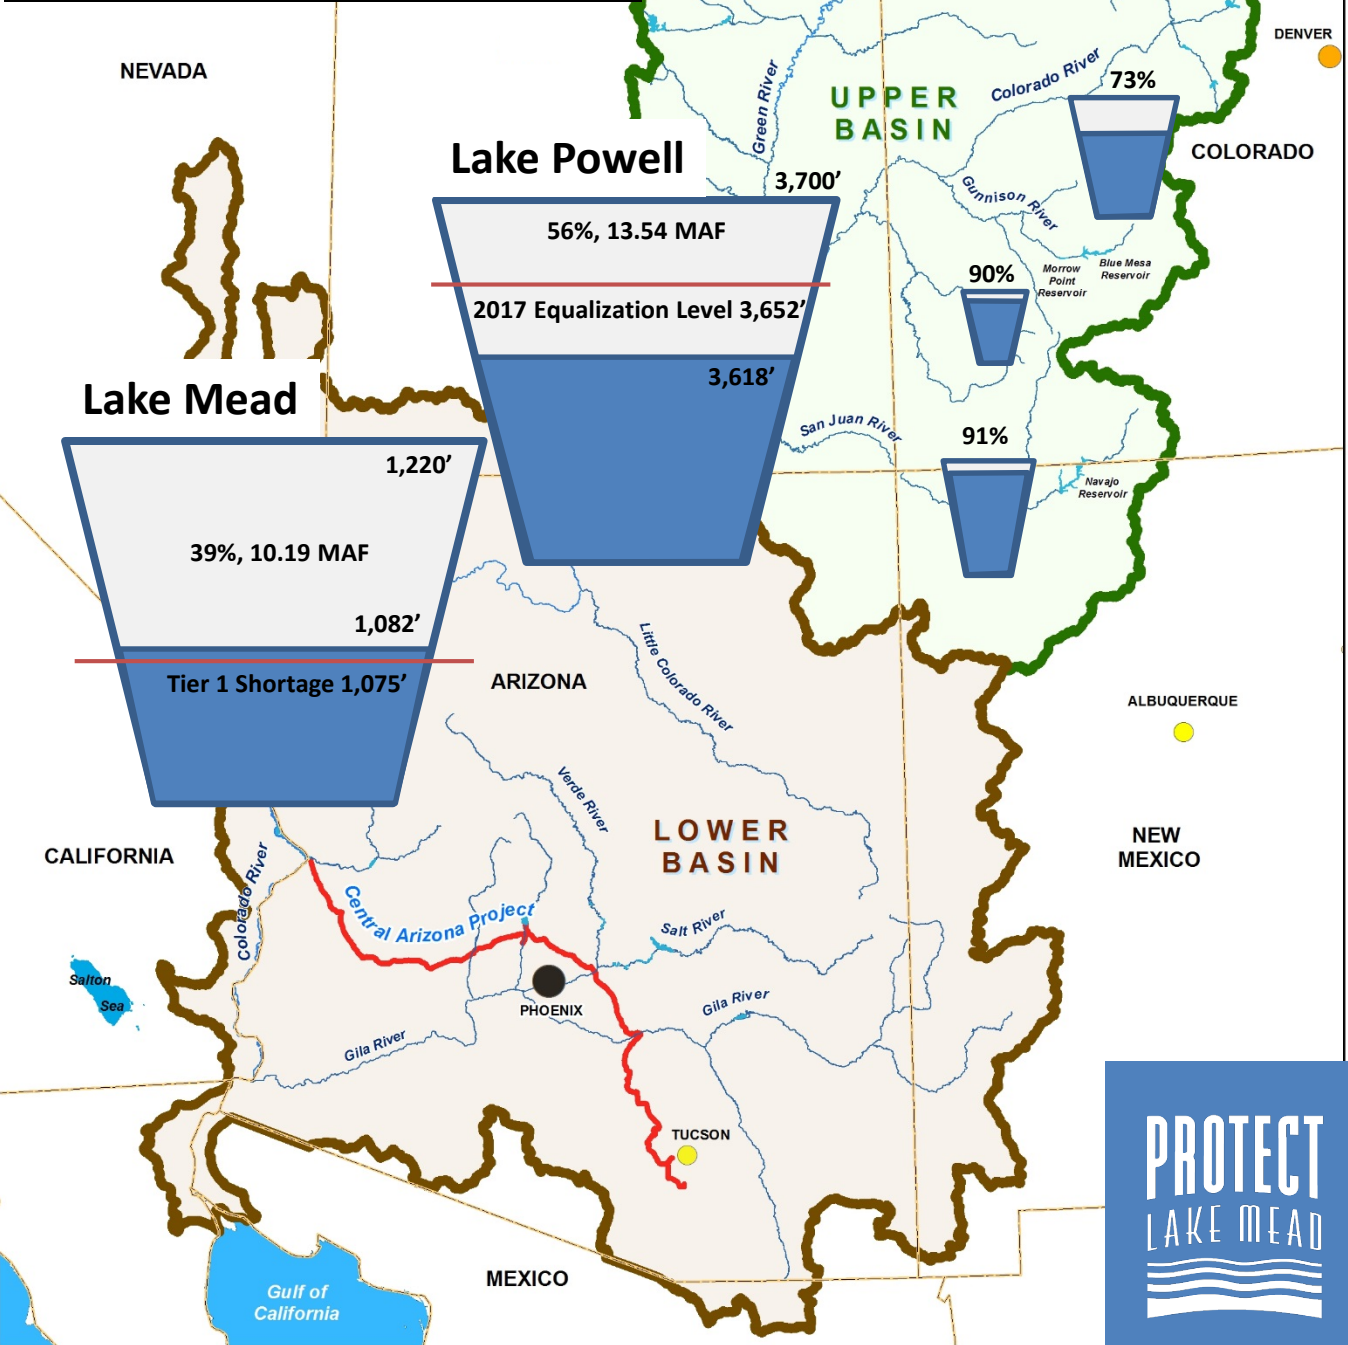 DENVER
NEVADA
Green River
UPPER
BASIN
Colorado River
73%
COLORADO
Lake Powell
3,700’
56%, 13.54 MAF
2017 Equalization Level 3,652’
3,618’
Gunnison River
90%
Morrow
Point
Reservoir
Blue Mesa
Reservoir
Lake Mead
1,220’
39%, 10.19 MAF
1,082’
Tier 1 Shortage 1,075’
San Juan River
91%
Navajo
Reservoir
Little Colorado River
ARIZONA
ALBUQUERQUE
Verde River
LOWER
BASIN
NEW
MEXICO
CALIFORNIA
Colorado River
Central Arizona Project
Salt River
Salton
Sea
PHOENIX
Gila River
Gila River
TUCSON
MEXICO
Gulf of
California
PROTECT
LAKE MEAD